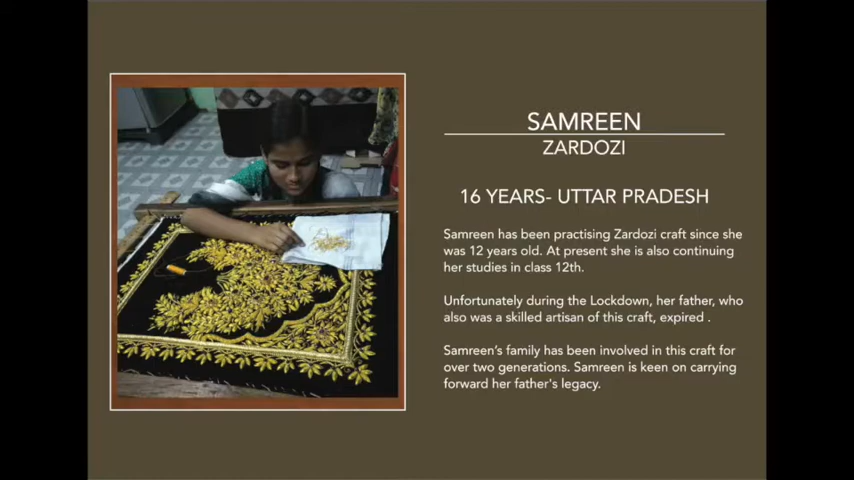 SAMREEN
ZARDOZI
16 YEARS- UTTAR PRADESH
Samreen has been practising Zardozi craft since she
was 12 years old. At present she is also continuing
her studies in class 12th.
Unfortunately during the Lockdown, her father, who
also was a skilled artisan of this craft, expired .
Samreen's family has been involved in this craft for
over two generations. Samreen is keen on carrying
forward her father's legacy.